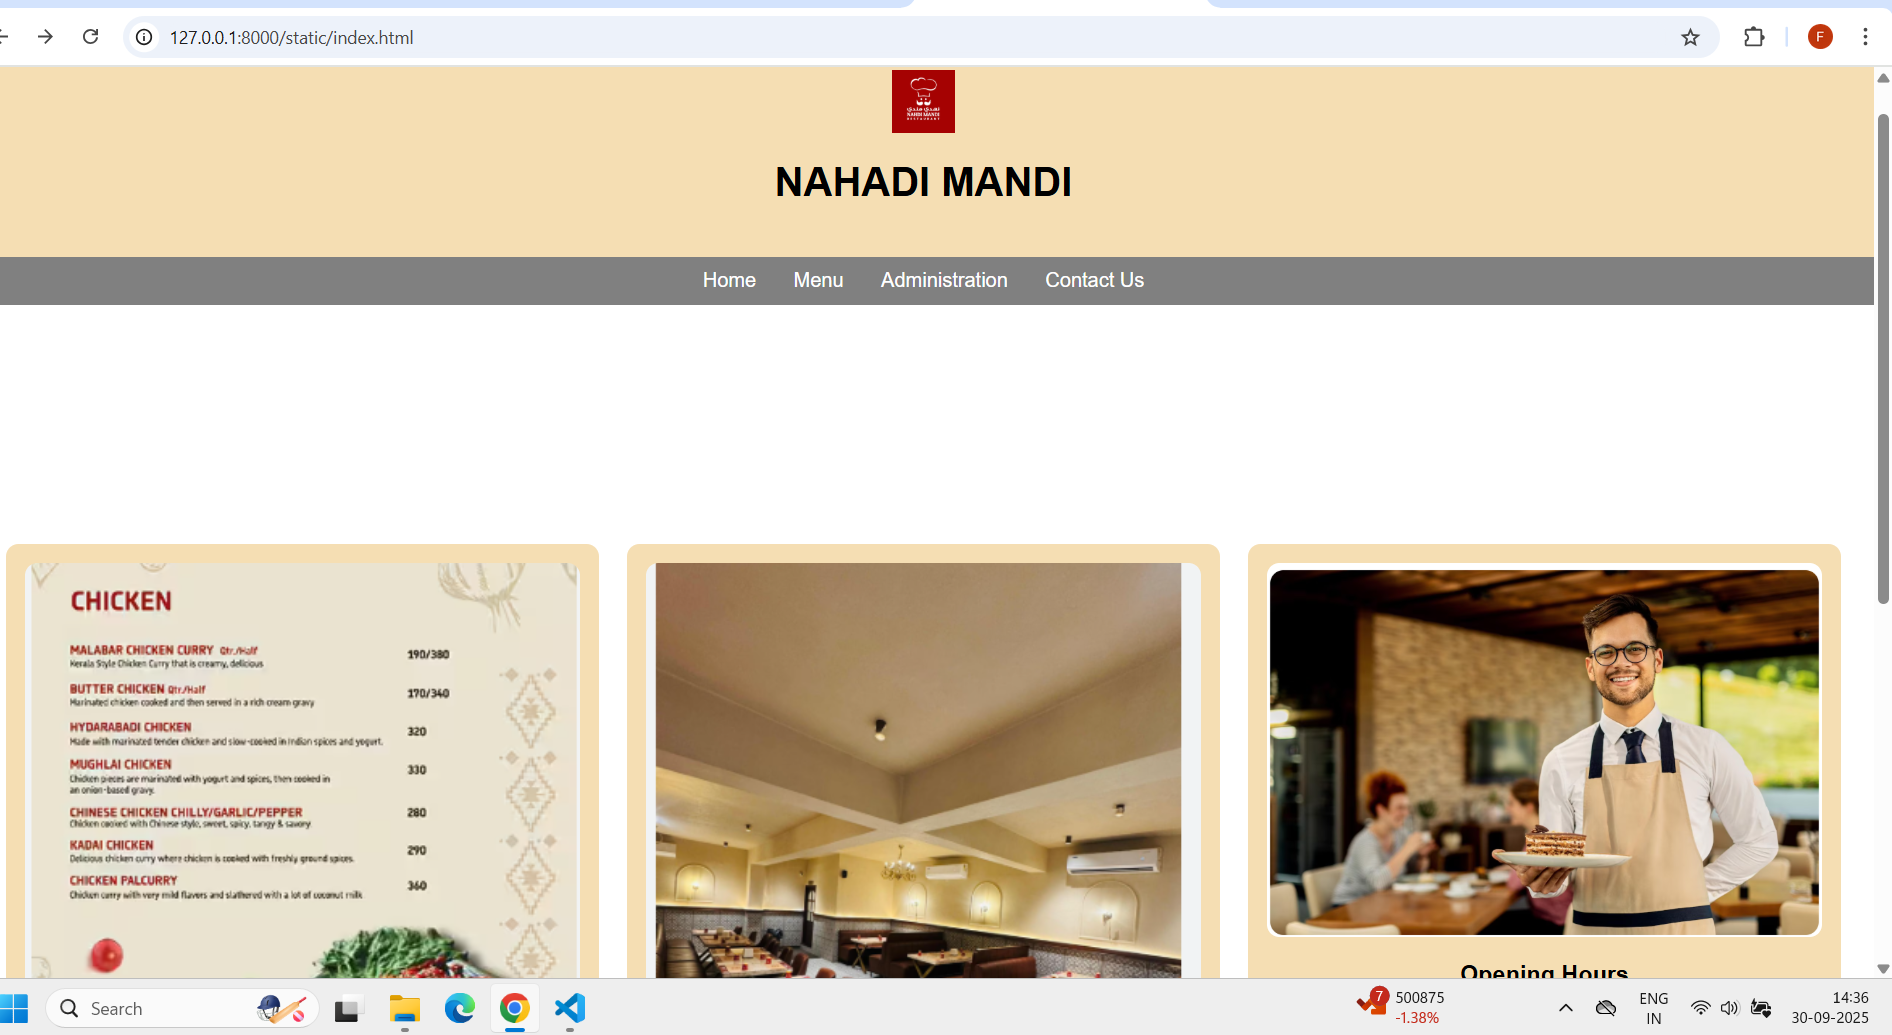 127.0.0.1:8000/static/index.html
F
نهدي مندي
NAHDI MANDI
RESTAURANT
NAHADI MANDI
Home Menu Administration Contact Us
CHICKEN
MALABAR CHICKEN CURRY Qtr./Half 190/380
Kerala Style Chicken Curry that is creamy, delicious
BUTTER CHICKEN Qtr./Half 170/340
Marinated chicken cooked and then served in a rich cream gravy
HYDARABADI CHICKEN 320
Made with marinated tender chicken and slow-cooked in Indian spices and yogurt.
MUGHLAI CHICKEN 330
Chicken pieces are marinated with yogurt and spices, then cooked in
an onion-based gravy.
CHINESE CHICKEN CHILLY/GARLIC/PEPPER 280
Chicken cooked with Chinese style, sweet, spicy, tangy & savory
KADAI CHICKEN 290
Delicious chicken curry where chicken is cooked with freshly ground spices.
CHICKEN PALCURRY 360
Chicken curry with very mild flavors and slathered with a lot of coconut milk
Opening Hours
Search
7
500875
-1.38%
ENG
IN
14:36
30-09-2025